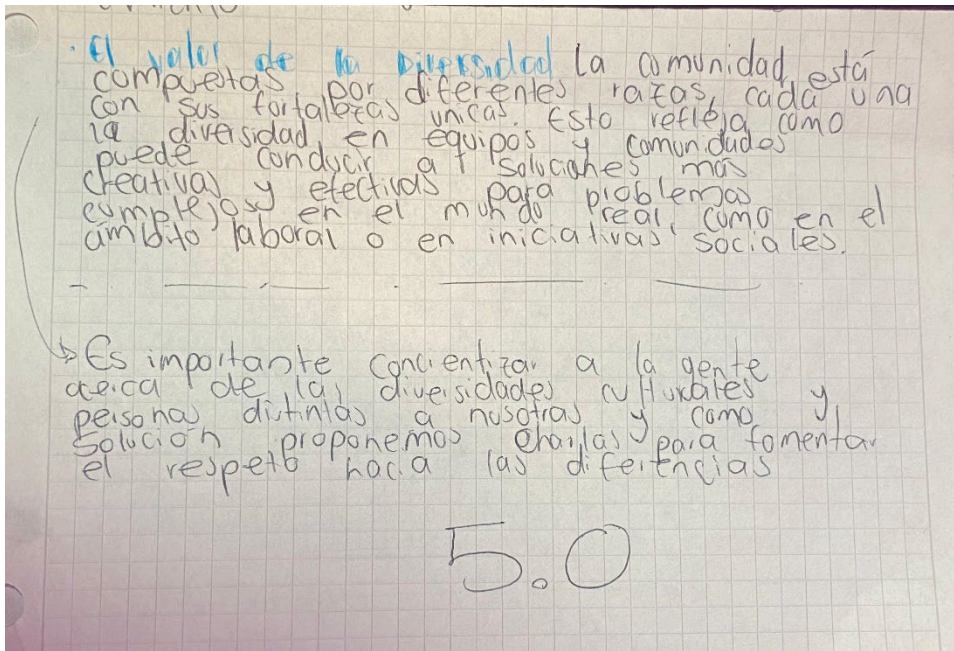 · El valor de la Diversidad La comunidad está
compuestas por diferentes razas, cada una
con sus fortalezas unicas. Esto refleja como
la diversidad en equipos y comunidades
puede conducir a soluciones más
creativas y efectivas para problemas
cumplejos en el mundo real, como en el
ámbito laboral o en iniciativas sociales.
Es importante concientizar a la gente
acerca de las diversidades culturales y
personas distintas a nosotras y como
solución proponemos charlas para fomentar
el respeto hacia las diferencias
5.0